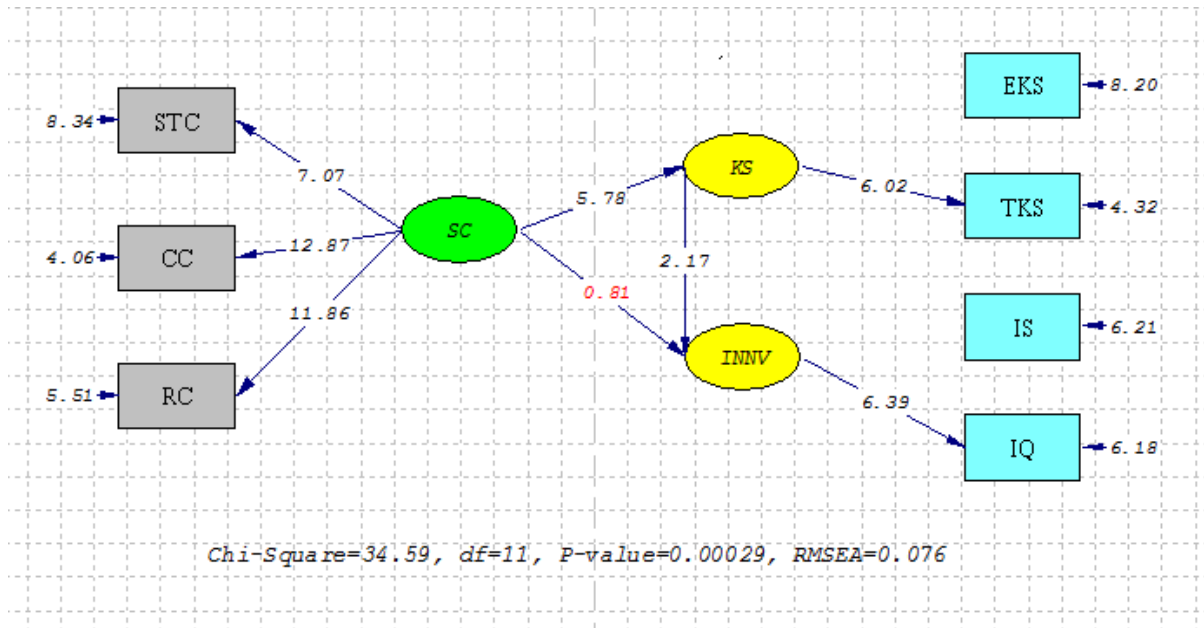 EKS
8.20
STC
8.34
7.07
KS
5.78
6.02
TKS
4.32
SC
12.87
CC
4.06
2.17
0.81
11.86
IS
6.21
INNV
RC
5.51
6.39
IQ
6.18
Chi-Square=34.59, df=11, P-value=0.00029, RMSEA=0.076